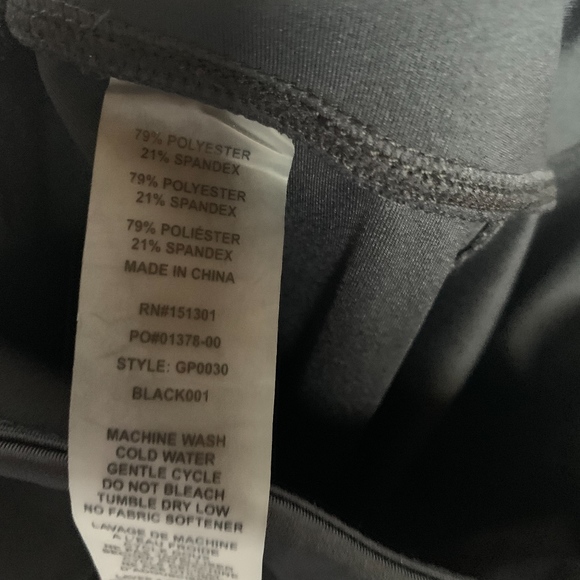 79% POLYESTER
21% SPANDEX
79% POLYESTER
21% SPANDEX
79% POLIÉSTER
21% SPANDEX
MADE IN CHINA
RN#151301
PO#01378-00
STYLE: GP0030
BLACK001
MACHINE WASH
COLD WATER
GENTLE CYCLE
DO NOT BLEACH
TUMBLE DRY LOW
NO FABRIC SOFTENER
LAVAGE DE MACHINE
A L'EAU FROIDE